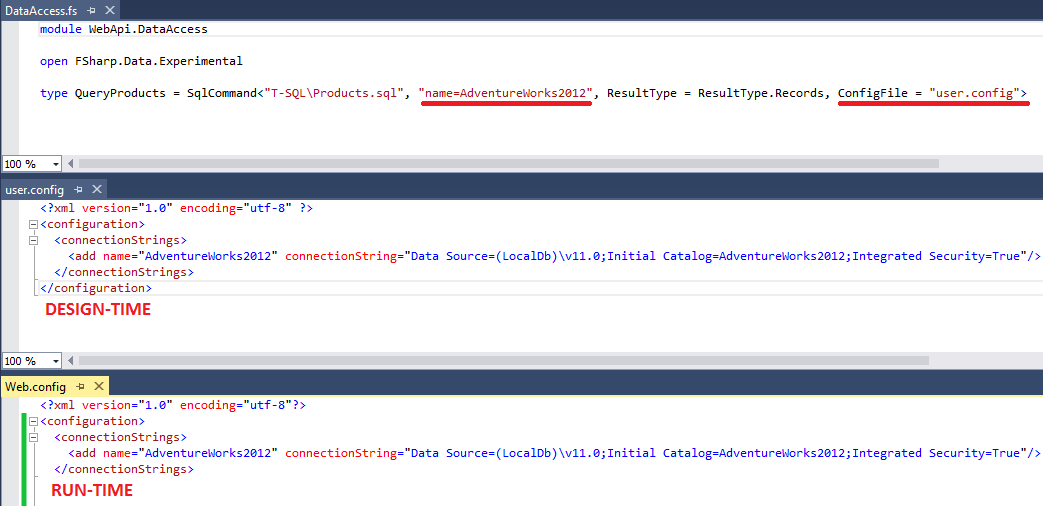 DataAccess.fs
module WebApi.DataAccess
open FSharp.Data.Experimental
type QueryProducts = SqlCommand<"T-SQL\Products.sql", "name=AdventureWorks2012", ResultType = ResultType.Records, ConfigFile = "user.config">
100 %
user.config
<?xml version="1.0" encoding="utf-8" ?>
<configuration>
<connectionStrings>
<add name="AdventureWorks2012" connectionString="Data Source=(LocalDb)\v11.0;Initial Catalog=AdventureWorks2012;Integrated Security=True"/>
</connectionStrings>
</configuration>
DESIGN-TIME
100 %
Web.config
<?xml version="1.0" encoding="utf-8"?>
<configuration>
<connectionStrings>
<add name="AdventureWorks2012" connectionString="Data Source=(LocalDb)\v11.0;Initial Catalog=AdventureWorks2012;Integrated Security=True"/>
</connectionStrings>
RUN-TIME